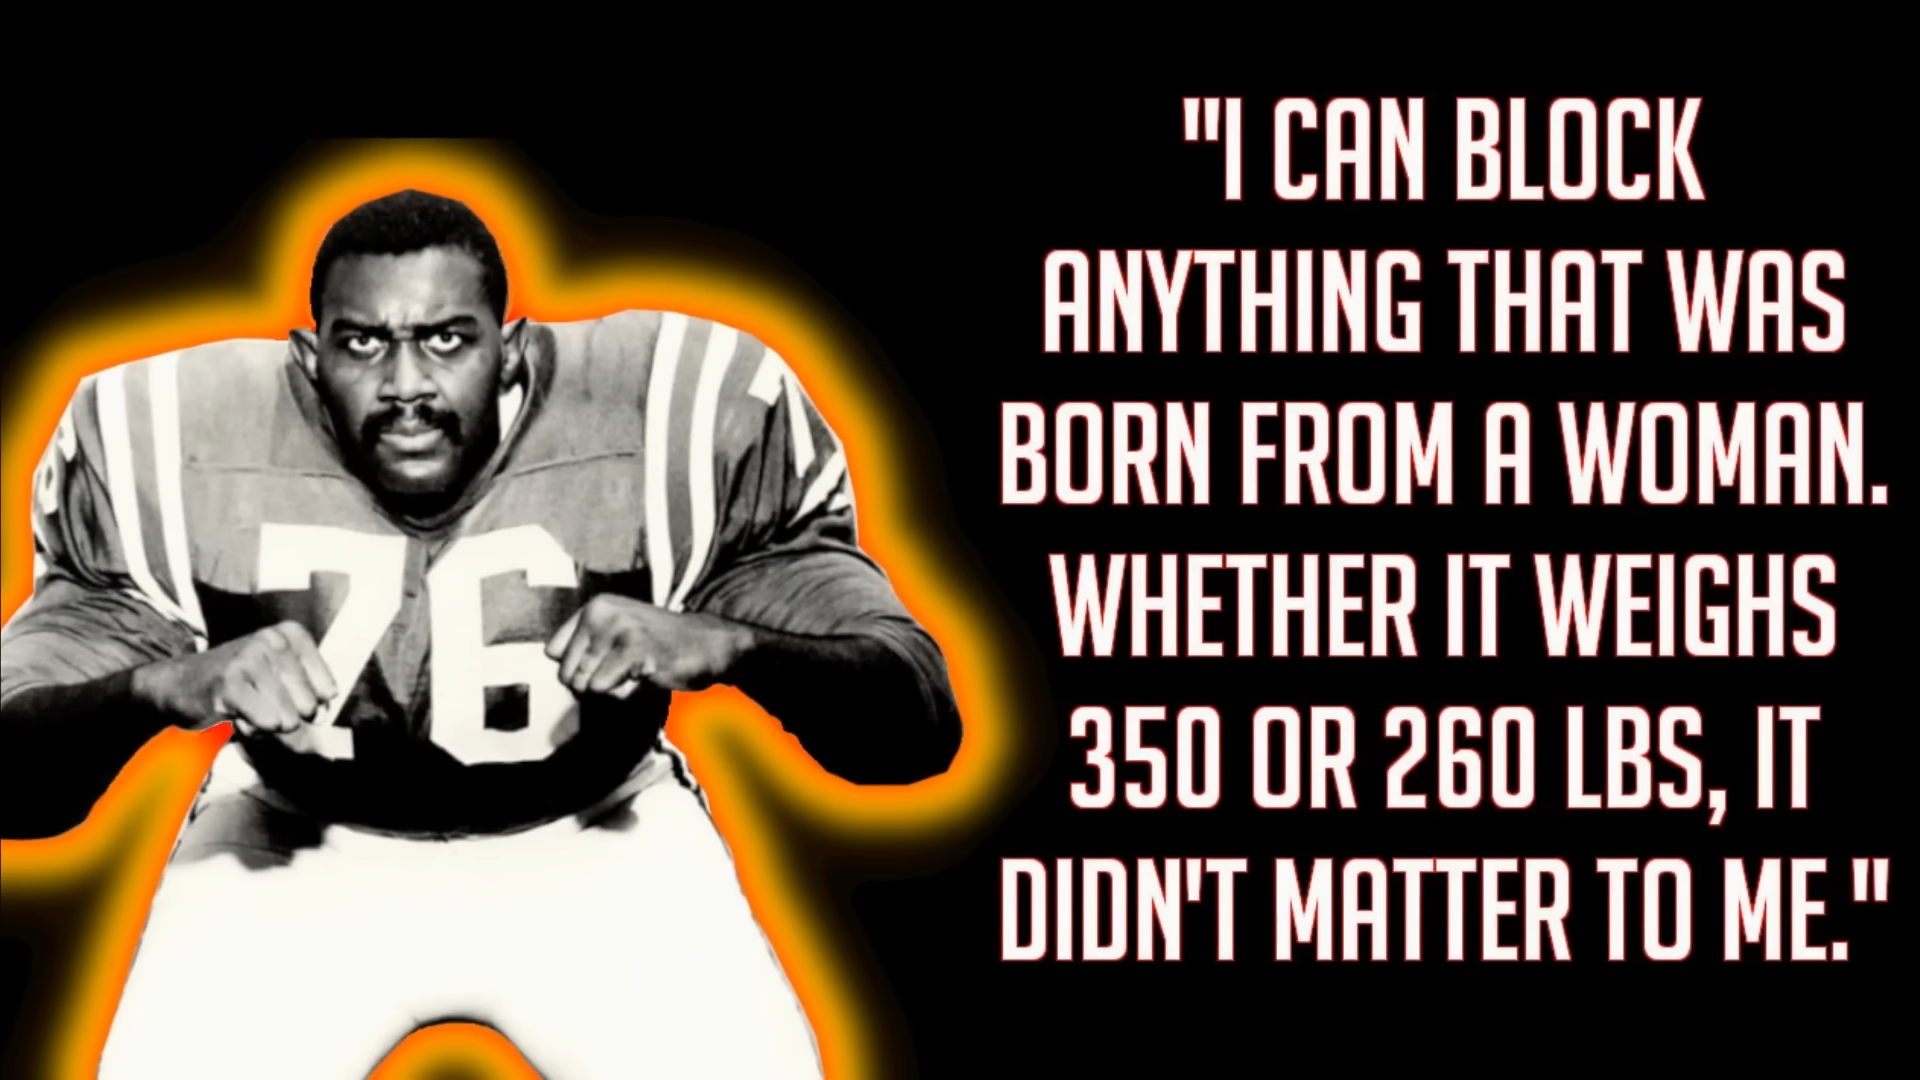 "I CAN BLOCK
ANYTHING THAT WAS
BORN FROM A WOMAN.
WHETHER IT WEIGHS
350 OR 260 LBS, IT
DIDN'T MATTER TO ME."
76